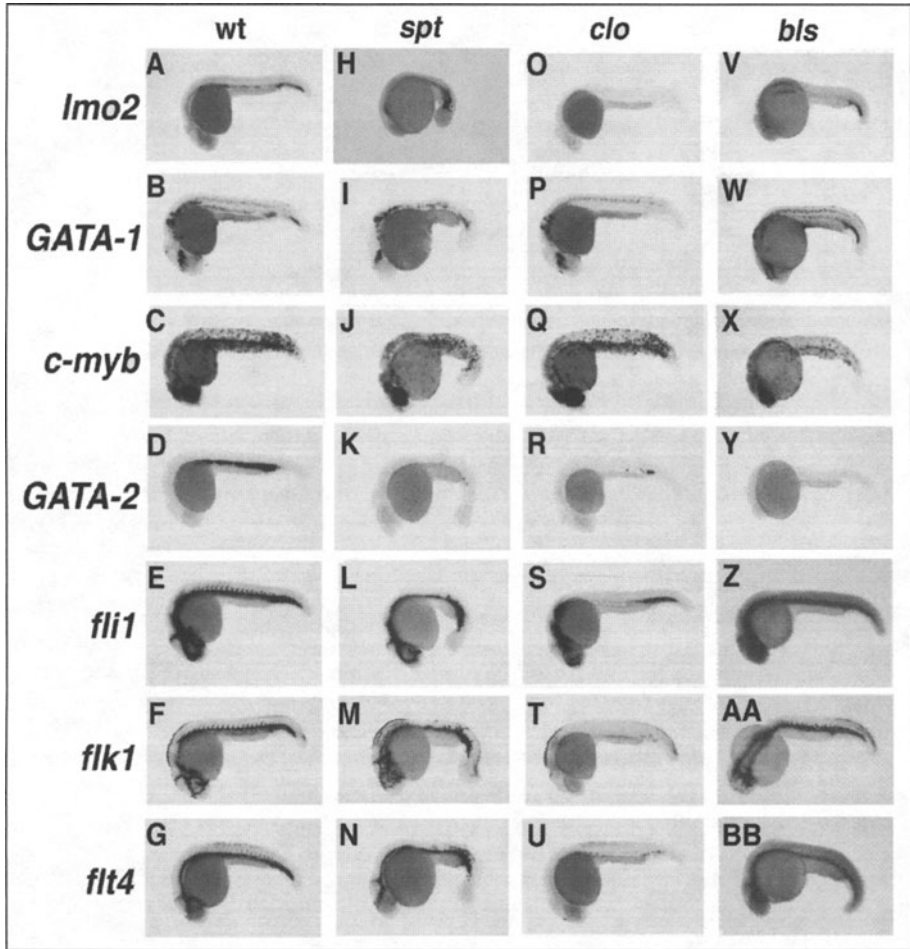 wt spt clo bls
lmo2 A H O V
GATA-1 B I P W
c-myb C J Q X
GATA-2 D K R Y
fli1 E L S Z
flk1 F M T AA
flt4 G N U BB